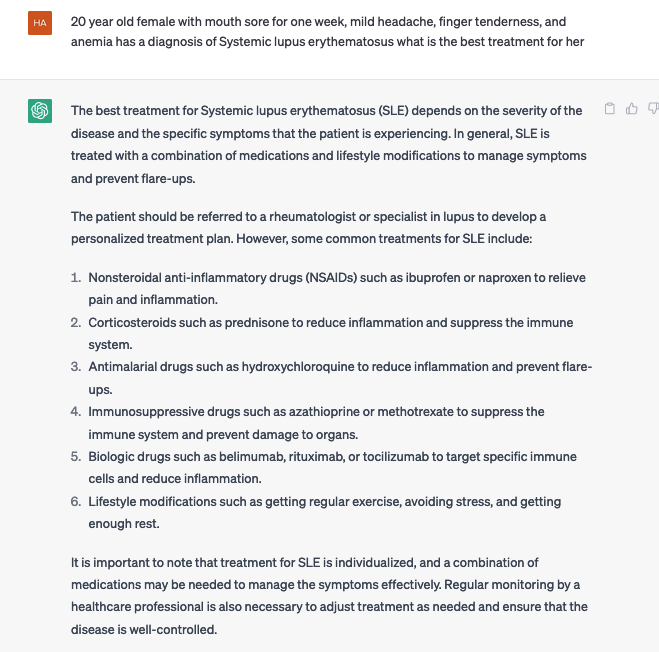 HA
20 year old female with mouth sore for one week, mild headache, finger tenderness, and
anemia has a diagnosis of Systemic lupus erythematosus what is the best treatment for her
The best treatment for Systemic lupus erythematosus (SLE) depends on the severity of the
disease and the specific symptoms that the patient is experiencing. In general, SLE is
treated with a combination of medications and lifestyle modifications to manage symptoms
and prevent flare-ups.
The patient should be referred to a rheumatologist or specialist in lupus to develop a
personalized treatment plan. However, some common treatments for SLE include:
1. Nonsteroidal anti-inflammatory drugs (NSAIDs) such as ibuprofen or naproxen to relieve
pain and inflammation.
2. Corticosteroids such as prednisone to reduce inflammation and suppress the immune
system.
3. Antimalarial drugs such as hydroxychloroquine to reduce inflammation and prevent flare-
ups.
4. Immunosuppressive drugs such as azathioprine or methotrexate to suppress the
immune system and prevent damage to organs.
5. Biologic drugs such as belimumab, rituximab, or tocilizumab to target specific immune
cells and reduce inflammation.
6. Lifestyle modifications such as getting regular exercise, avoiding stress, and getting
enough rest.
It is important to note that treatment for SLE is individualized, and a combination of
medications may be needed to manage the symptoms effectively. Regular monitoring by a
healthcare professional is also necessary to adjust treatment as needed and ensure that the
disease is well-controlled.